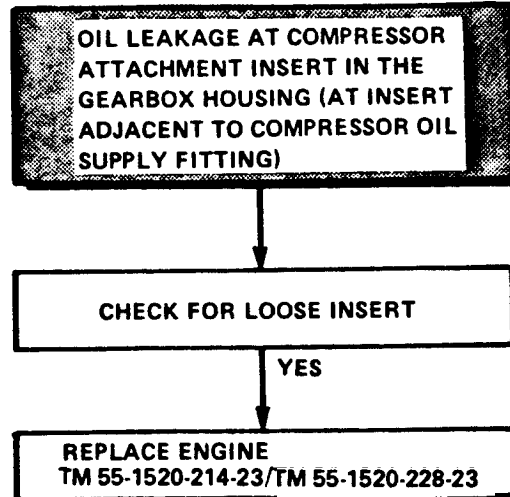 OIL LEAKAGE AT COMPRESSOR
ATTACHMENT INSERT IN THE
GEARBOX HOUSING (AT INSERT
ADJACENT TO COMPRESSOR OIL
SUPPLY FITTING)
CHECK FOR LOOSE INSERT
YES
REPLACE ENGINE
TM 55-1520-214-23/TM 55-1520-228-23